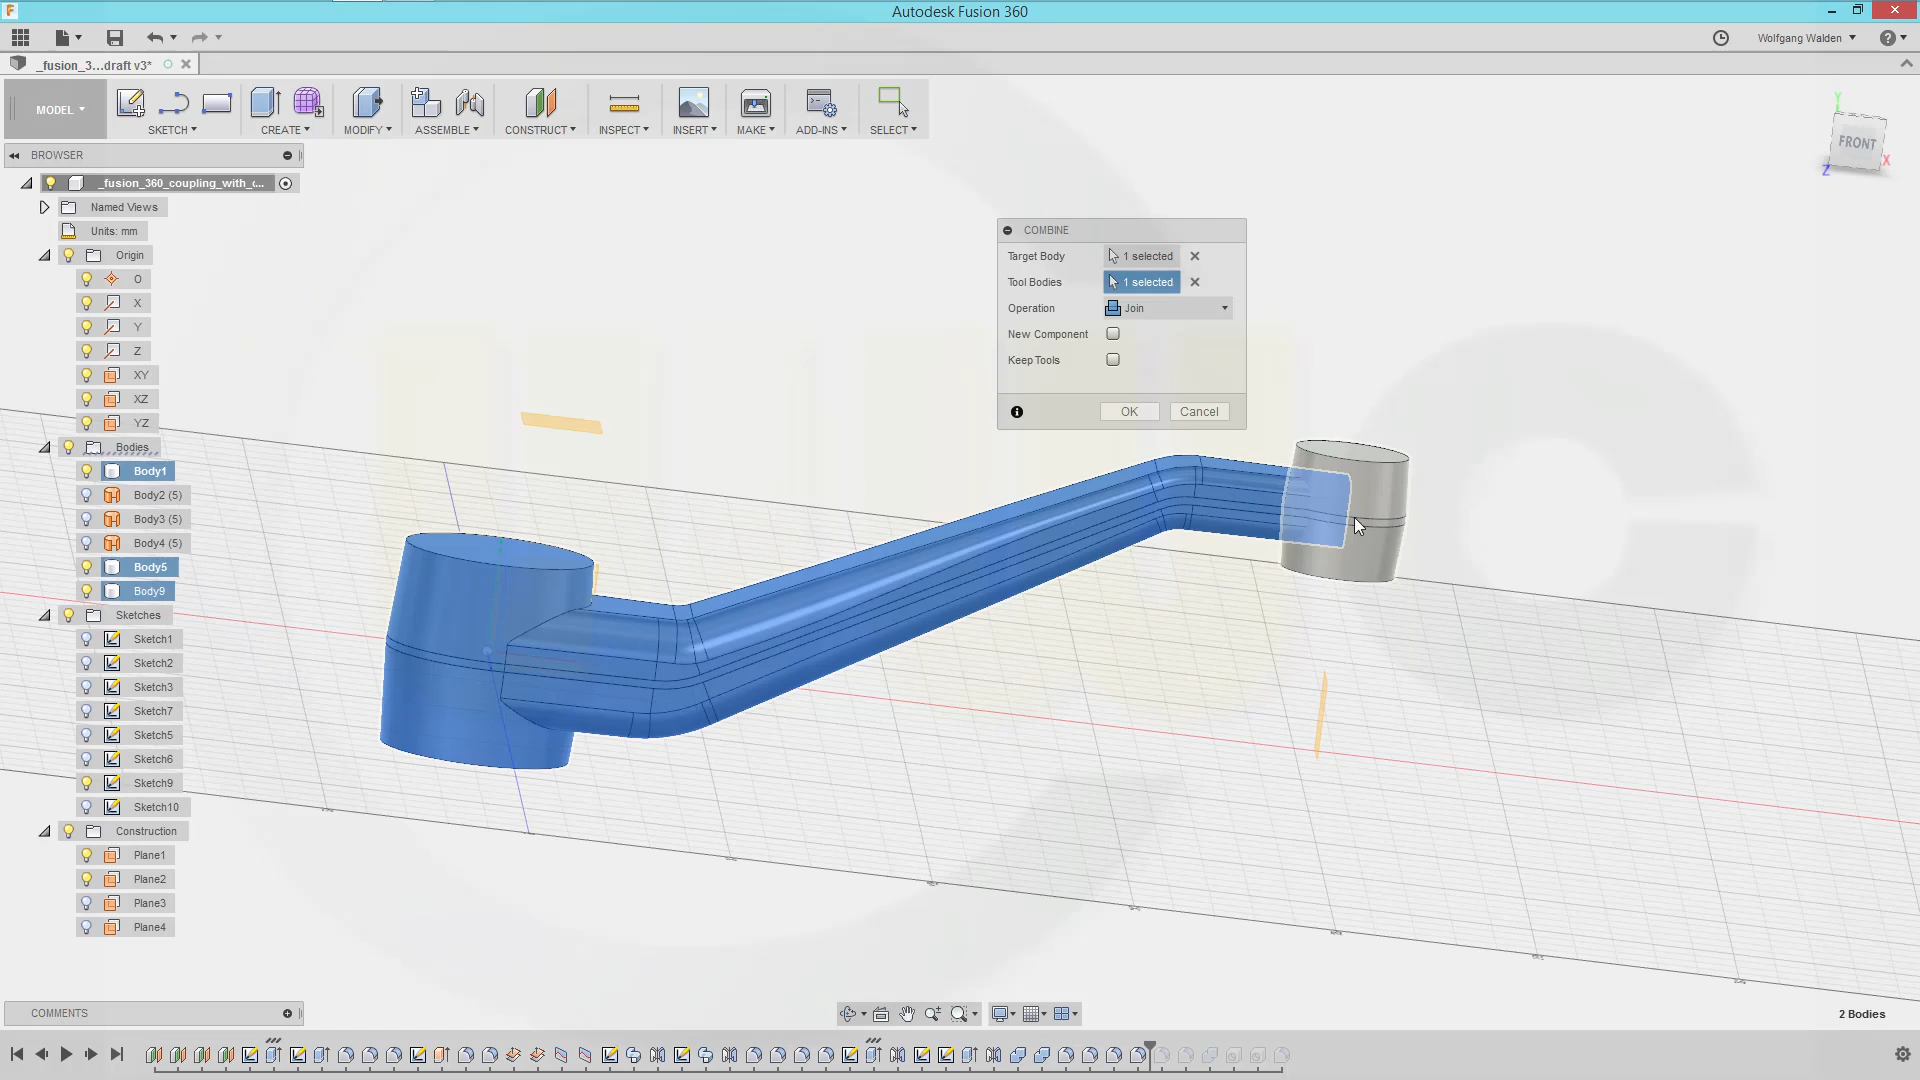 Autodesk Fusion 360
Wolfgang Walden
_fusion_3...draft v3*
MODEL
SKETCH
CREATE
MODIFY
ASSEMBLE
CONSTRUCT
INSPECT
INSERT
MAKE
ADD-INS
SELECT
Y
FRONT
X
Z
BROWSER
_fusion_360_coupling_with_(...
Named Views
Units: mm
Origin
O
X
Y
Z
XY
XZ
YZ
Bodies
Body1
Body2 (5)
Body3 (5)
Body4 (5)
Body5
Body9
Sketches
Sketch1
Sketch2
Sketch3
Sketch7
Sketch5
Sketch6
Sketch9
Sketch10
Construction
Plane1
Plane2
Plane3
Plane4
COMBINE
Target Body 1 selected
Tool Bodies 1 selected
Operation Join
New Component
Keep Tools
OK Cancel
COMMENTS
2 Bodies